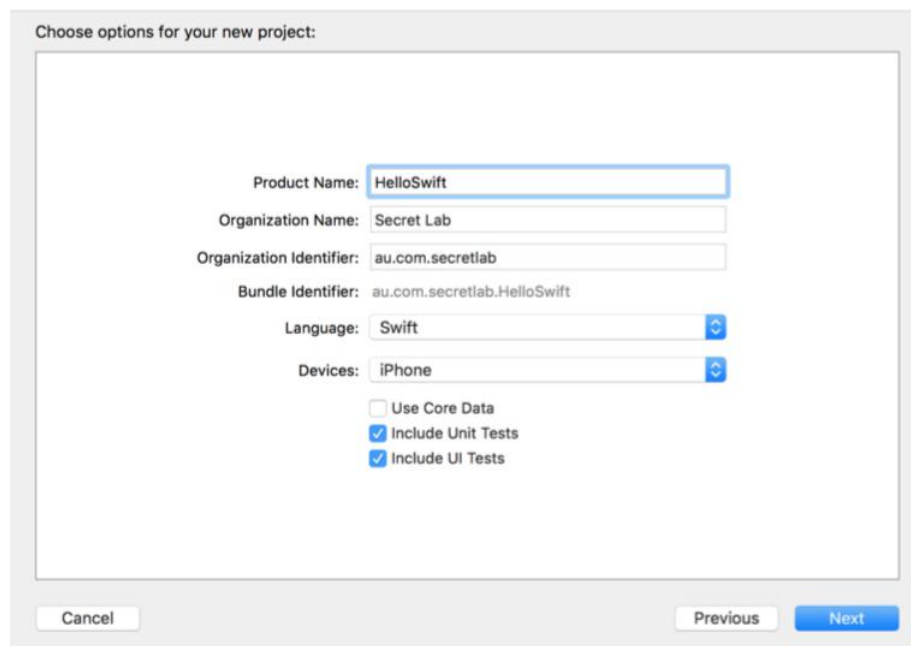 Choose options for your new project:
Product Name: HelloSwift
Organization Name: Secret Lab
Organization Identifier: au.com.secretlab
Bundle Identifier: au.com.secretlab.HelloSwift
Language: Swift
Devices: iPhone
Use Core Data
Include Unit Tests
Include UI Tests
Cancel Previous Next